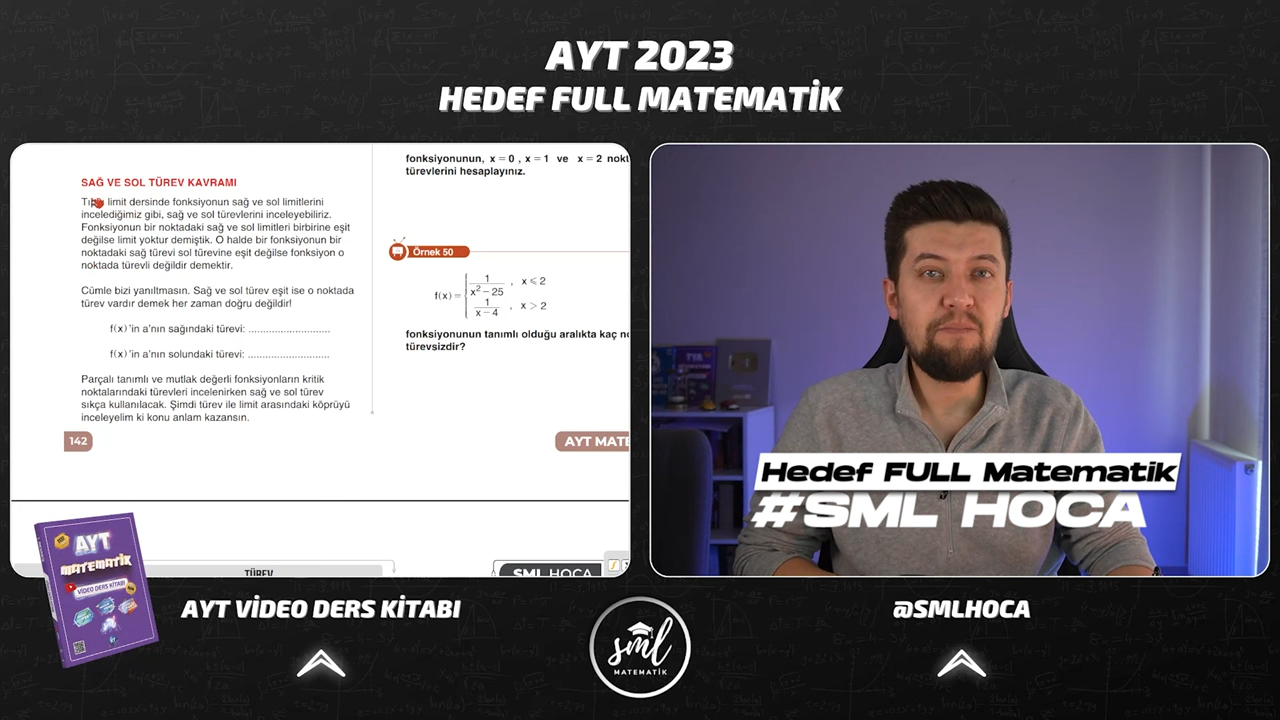 AYT 2023
HEDEF FULL MATEMATİK
SAĞ VE SOL TÜREV KAVRAMI
limit dersinde fonksiyonun sağ ve sol limitlerini
incelediğimiz gibi, sağ ve sol türevlerini inceleyebiliriz.
Fonksiyonun bir noktadaki sağ ve sol limitleri birbirine eşit
değilse limit yoktur demiştik. O halde bir fonksiyonun bir
noktadaki sağ türevi sol türevine eşit değilse fonksiyon o
noktada türevli değildir demektir.
Cümle bizi yanıltmasın. Sağ ve sol türev eşit ise o noktada
türev vardır demek her zaman doğru değildir!
f(x)'in a'nın sağındaki türevi: ............................
f(x)'in a'nın solundaki türevi: ............................
Parçalı tanımlı ve mutlak değerli fonksiyonların kritik
noktalarındaki türevleri incelenirken sağ ve sol türev
sıkça kullanılacak. Şimdi türev ile limit arasındaki köprüyü
inceleyelim ki konu anlam kazansın.
142
fonksiyonunun, x = 0 , x = 1 ve x = 2 nokt
türevlerini hesaplayınız.
Örnek 50
f(x) = { 1/(x² − 25) , x ⩽ 2
1/(x − 4) , x > 2
fonksiyonunun tanımlı olduğu aralıkta kaç no
türevsizdir?
AYT MATE
TÜREV
SML HOCA
Hedef FULL Matematik
#SML HOCA
AYT
MATEMATİK
VİDEO DERS KİTABI
AYT VİDEO DERS KİTABI
sml
MATEMATİK
@SMLHOCA